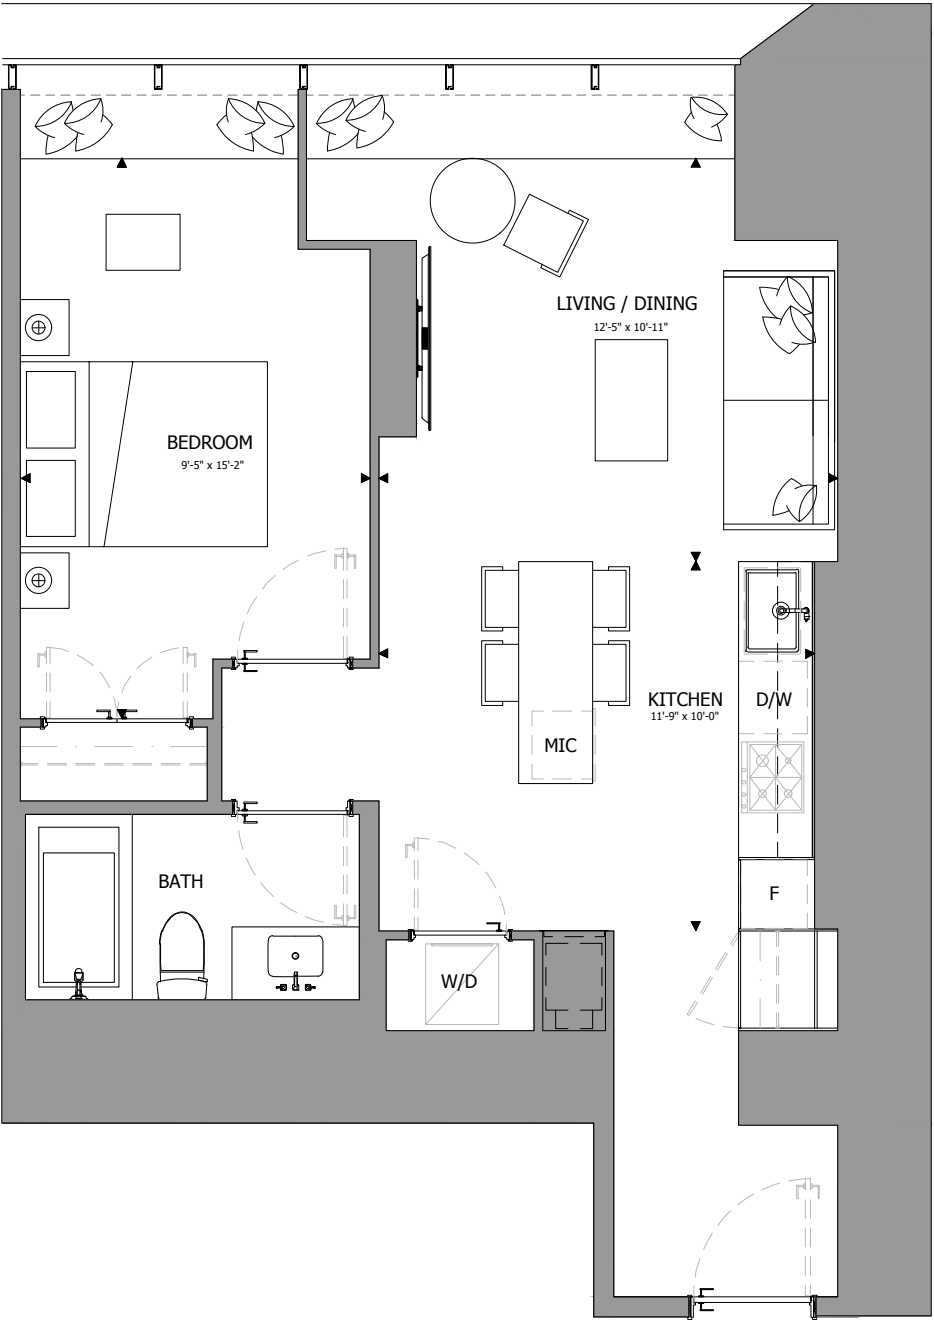 LIVING / DINING
12'-5" x 10'-11"
BEDROOM
9'-5" x 15'-2"
KITCHEN
11'-9" x 10'-0"
D/W
MIC
BATH
F
W/D